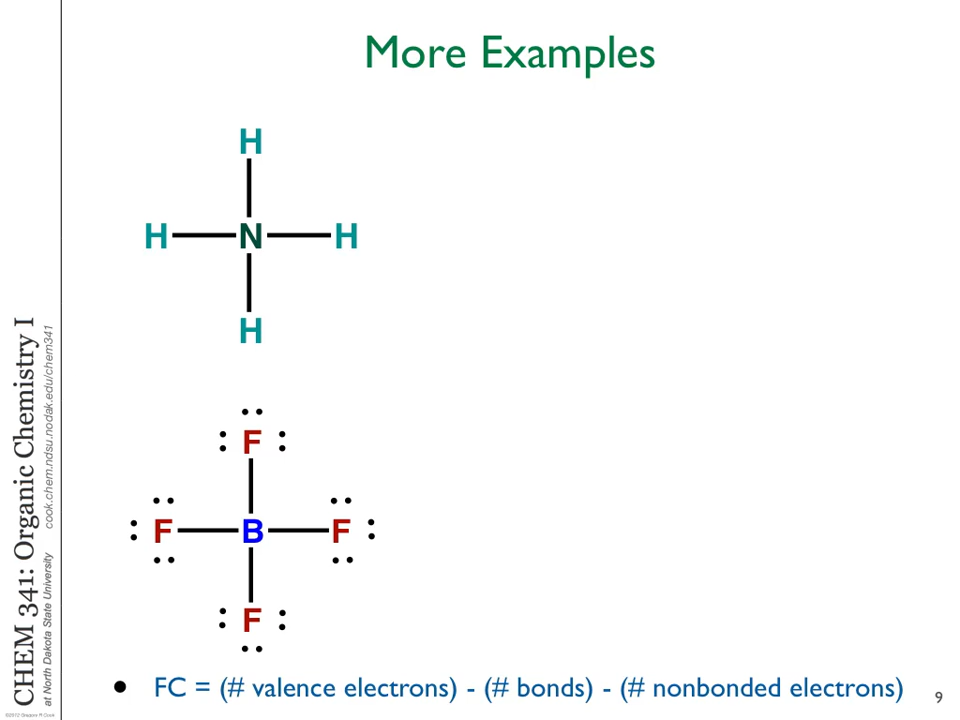 More Examples
H
H N H
H
F
F B F
F
• FC = (# valence electrons) - (# bonds) - (# nonbonded electrons)
9
CHEM 341: Organic Chemistry I
at North Dakota State University cook.chem.ndsu.nodak.edu/chem341